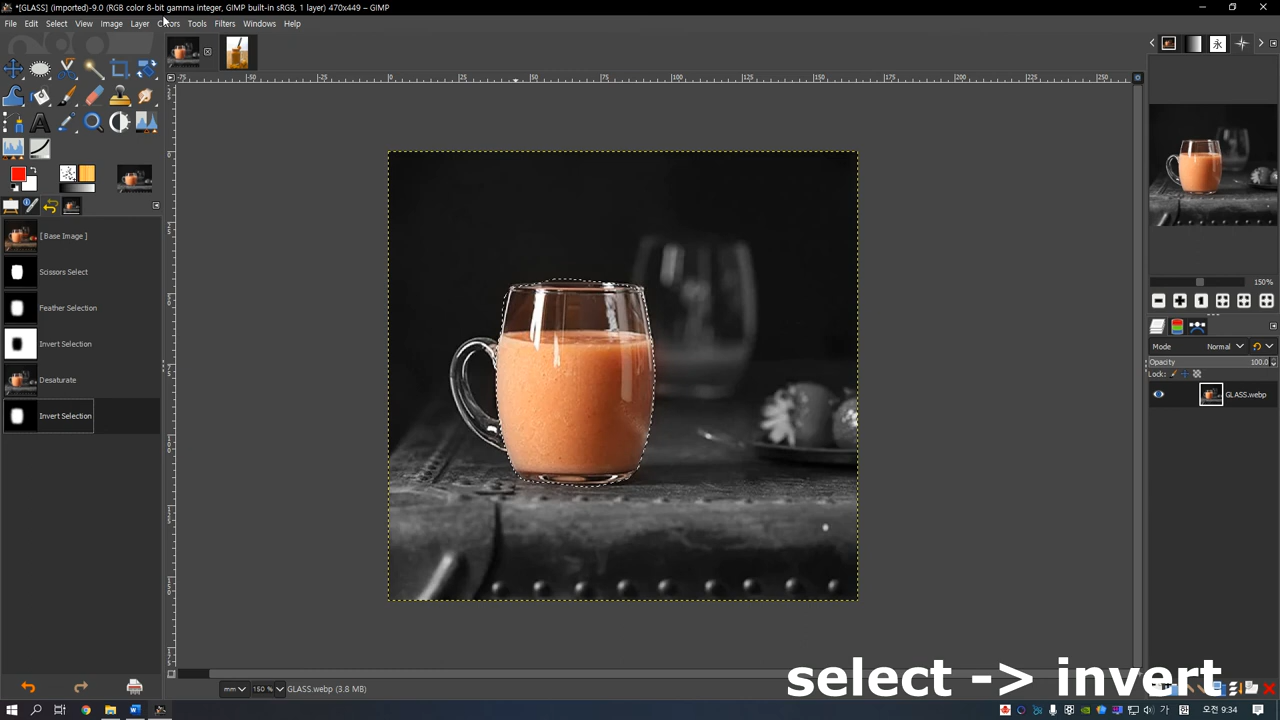 *[GLASS] (imported)-9.0 (RGB color 8-bit gamma integer, GIMP built-in sRGB, 1 layer) 470x449 – GIMP
File Edit Select View Image Layer Colors Tools Filters Windows Help
[ Base Image ]
Scissors Select
Feather Selection
Invert Selection
Desaturate
Invert Selection
150%
Mode Normal
Opacity 100.0
Lock:
GLASS.webp
mm 150 % GLASS.webp (3.8 MB)
select -> invert
오전 9:34